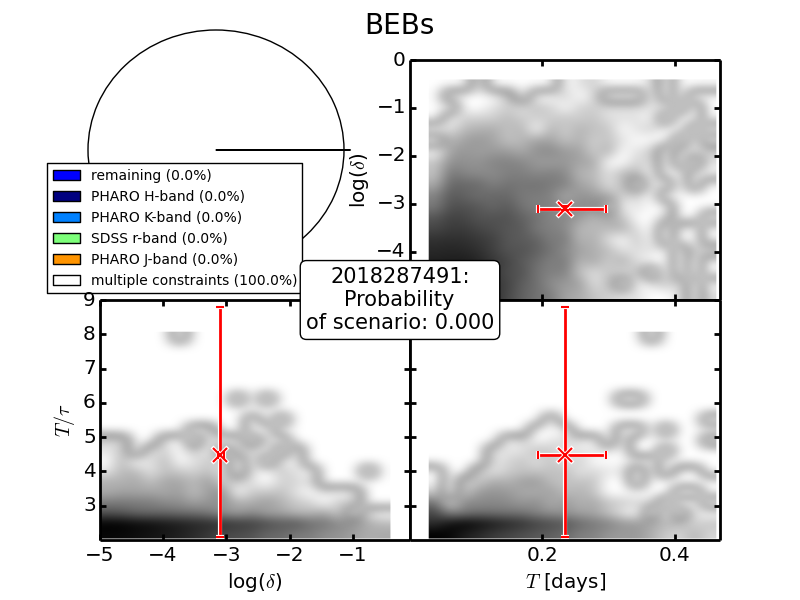 BEBs
remaining (0.0%)
PHARO H-band (0.0%)
PHARO K-band (0.0%)
SDSS r-band (0.0%)
PHARO J-band (0.0%)
multiple constraints (100.0%)
0
−1
−2
−3
−4
log(δ)
2018287491:
Probability
of scenario: 0.000
9
8
7
6
5
4
3
T/τ
−5 −4 −3 −2 −1
log(δ)
0.2 0.4
T [days]